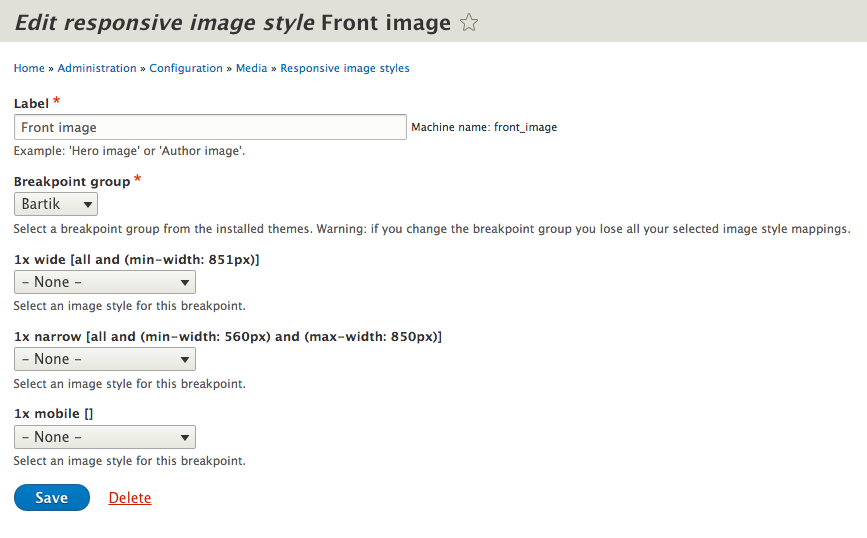 Edit responsive image style Front image
Home » Administration » Configuration » Media » Responsive image styles
Label *
Front image Machine name: front_image
Example: 'Hero image' or 'Author image'.
Breakpoint group *
Bartik
Select a breakpoint group from the installed themes. Warning: if you change the breakpoint group you lose all your selected image style mappings.
1x wide [all and (min-width: 851px)]
- None -
Select an image style for this breakpoint.
1x narrow [all and (min-width: 560px) and (max-width: 850px)]
- None -
Select an image style for this breakpoint.
1x mobile []
- None -
Select an image style for this breakpoint.
Save Delete